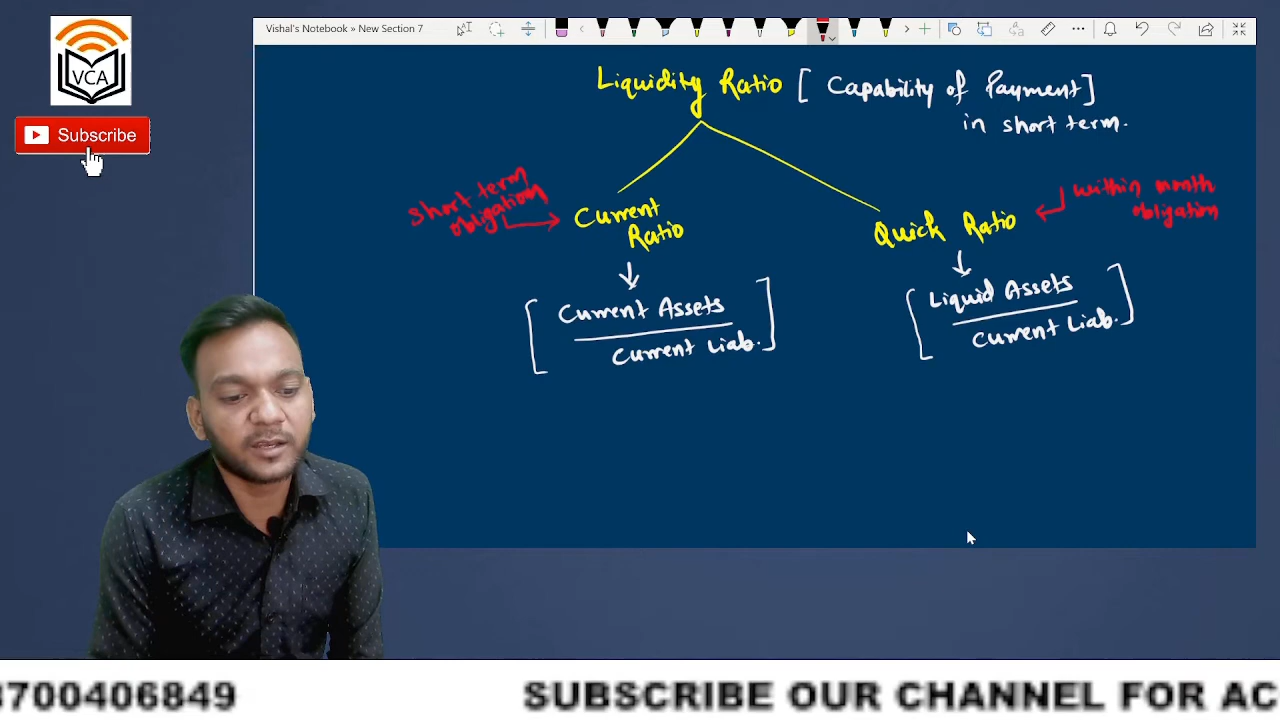 Vishal's Notebook » New Section 7
VCA
Subscribe
Liquidity Ratio [Capability of Payment]
in short term.
short term
obligation
Current
Ratio
within month
obligation
Quick Ratio
[Current Assets
Current Liab.]
[Liquid Assets
Current Liab.]
3700406849
SUBSCRIBE OUR CHANNEL FOR AC